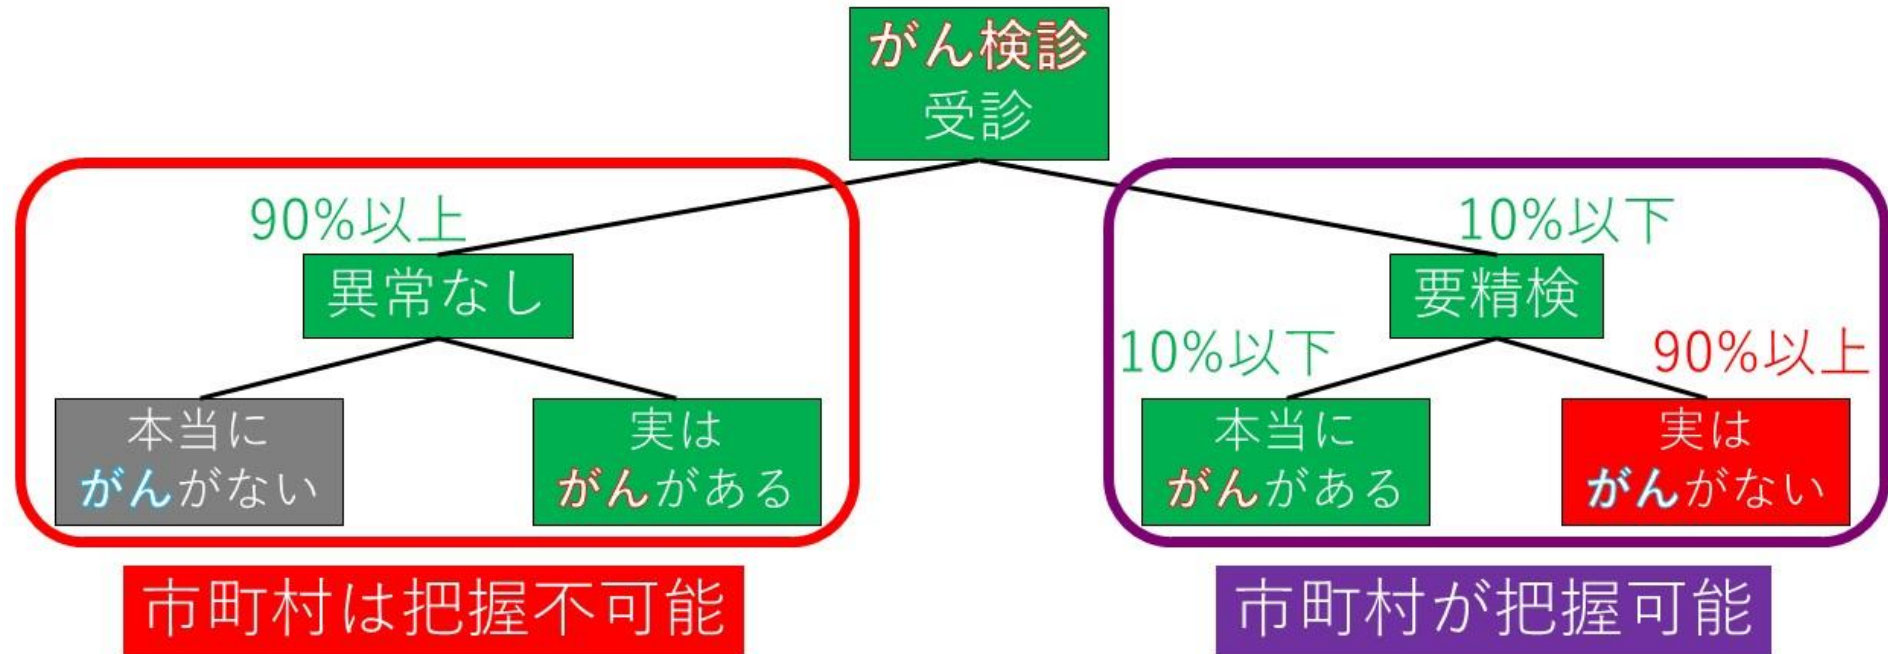 がん検診
受診
90%以上
10%以下
異常なし
要精検
10%以下
90%以上
本当に
がんがない
実は
がんがある
本当に
がんがある
実は
がんがない
市町村は把握不可能
市町村が把握可能